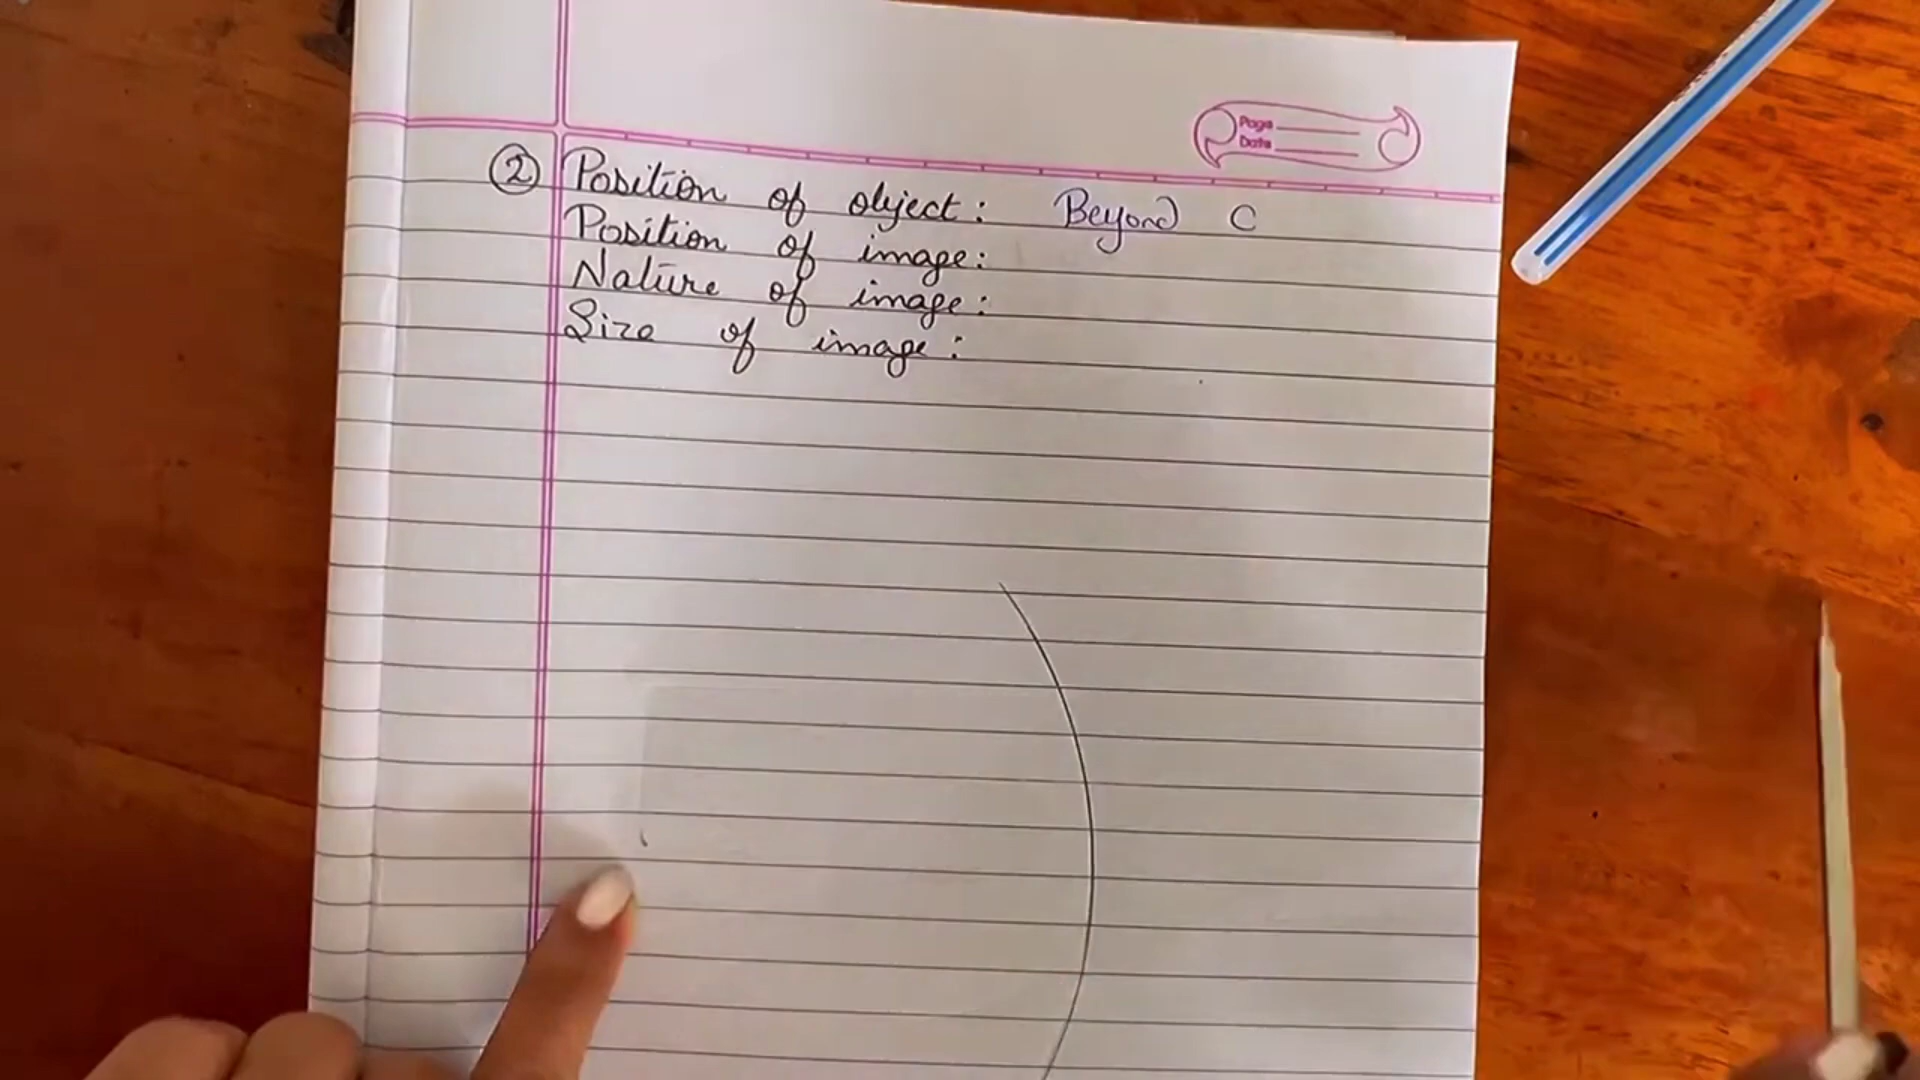 Page
Date
② Position of object: Beyond C
Position of image:
Nature of image:
Size of image: